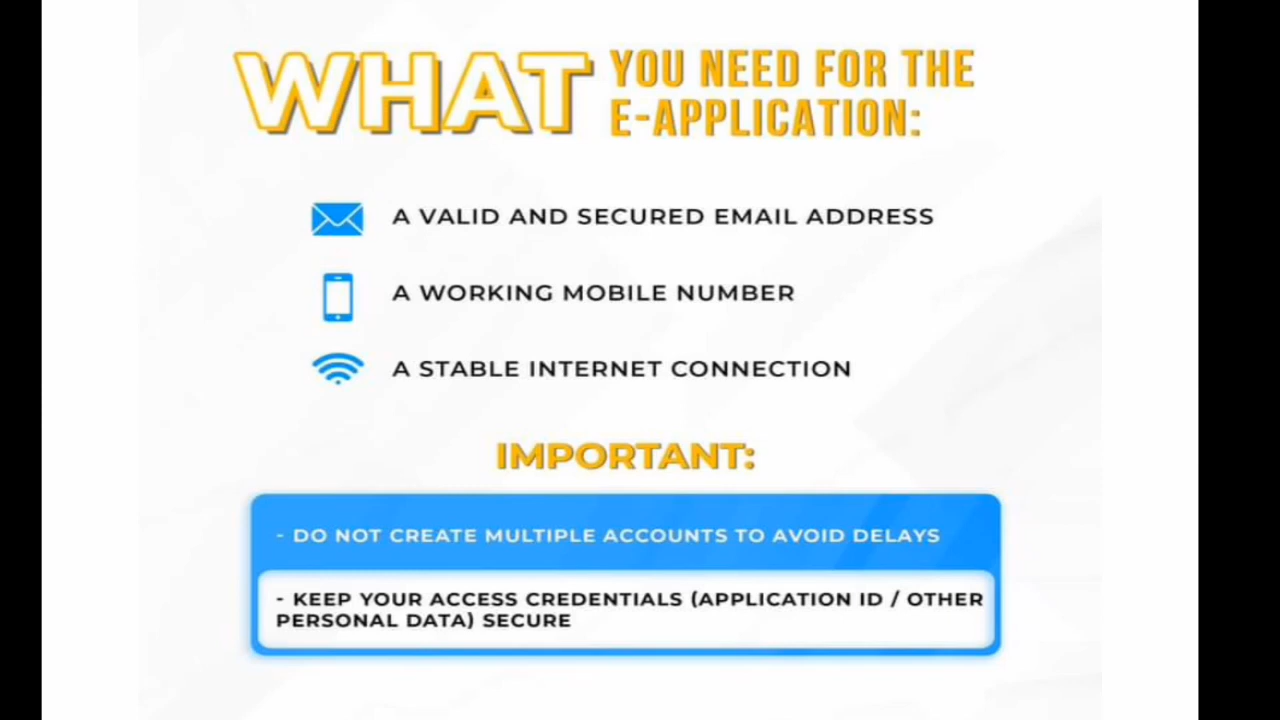 WHAT YOU NEED FOR THE
E-APPLICATION:
A VALID AND SECURED EMAIL ADDRESS
A WORKING MOBILE NUMBER
A STABLE INTERNET CONNECTION
IMPORTANT:
- DO NOT CREATE MULTIPLE ACCOUNTS TO AVOID DELAYS
- KEEP YOUR ACCESS CREDENTIALS (APPLICATION ID / OTHER
PERSONAL DATA) SECURE